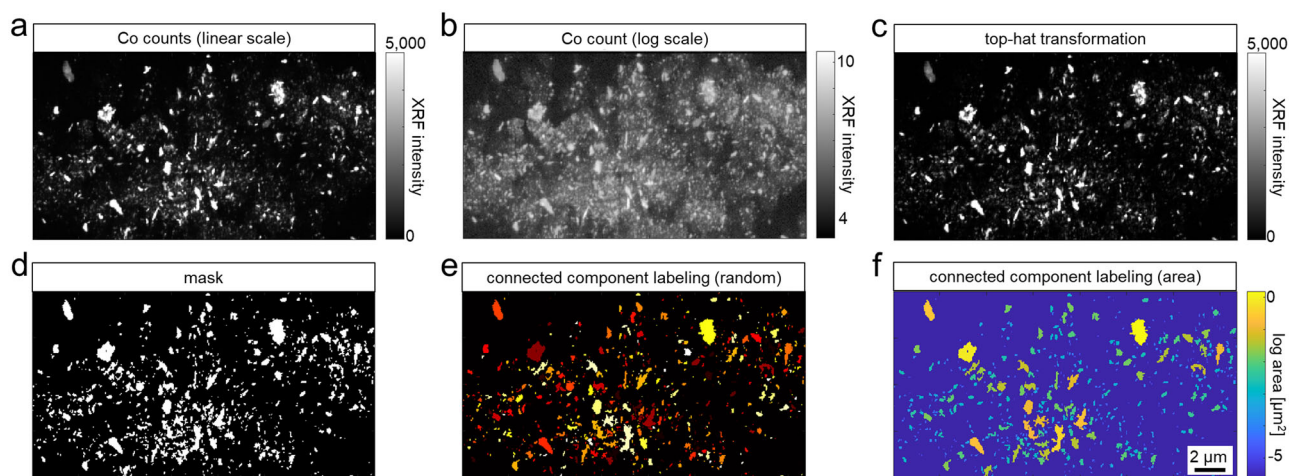 a
Co counts (linear scale)
5,000
XRF intensity
0
b
Co count (log scale)
10
XRF intensity
4
c
top-hat transformation
5,000
XRF intensity
0
d
mask
e
connected component labeling (random)
f
connected component labeling (area)
0
log area [µm²]
-5
2 µm